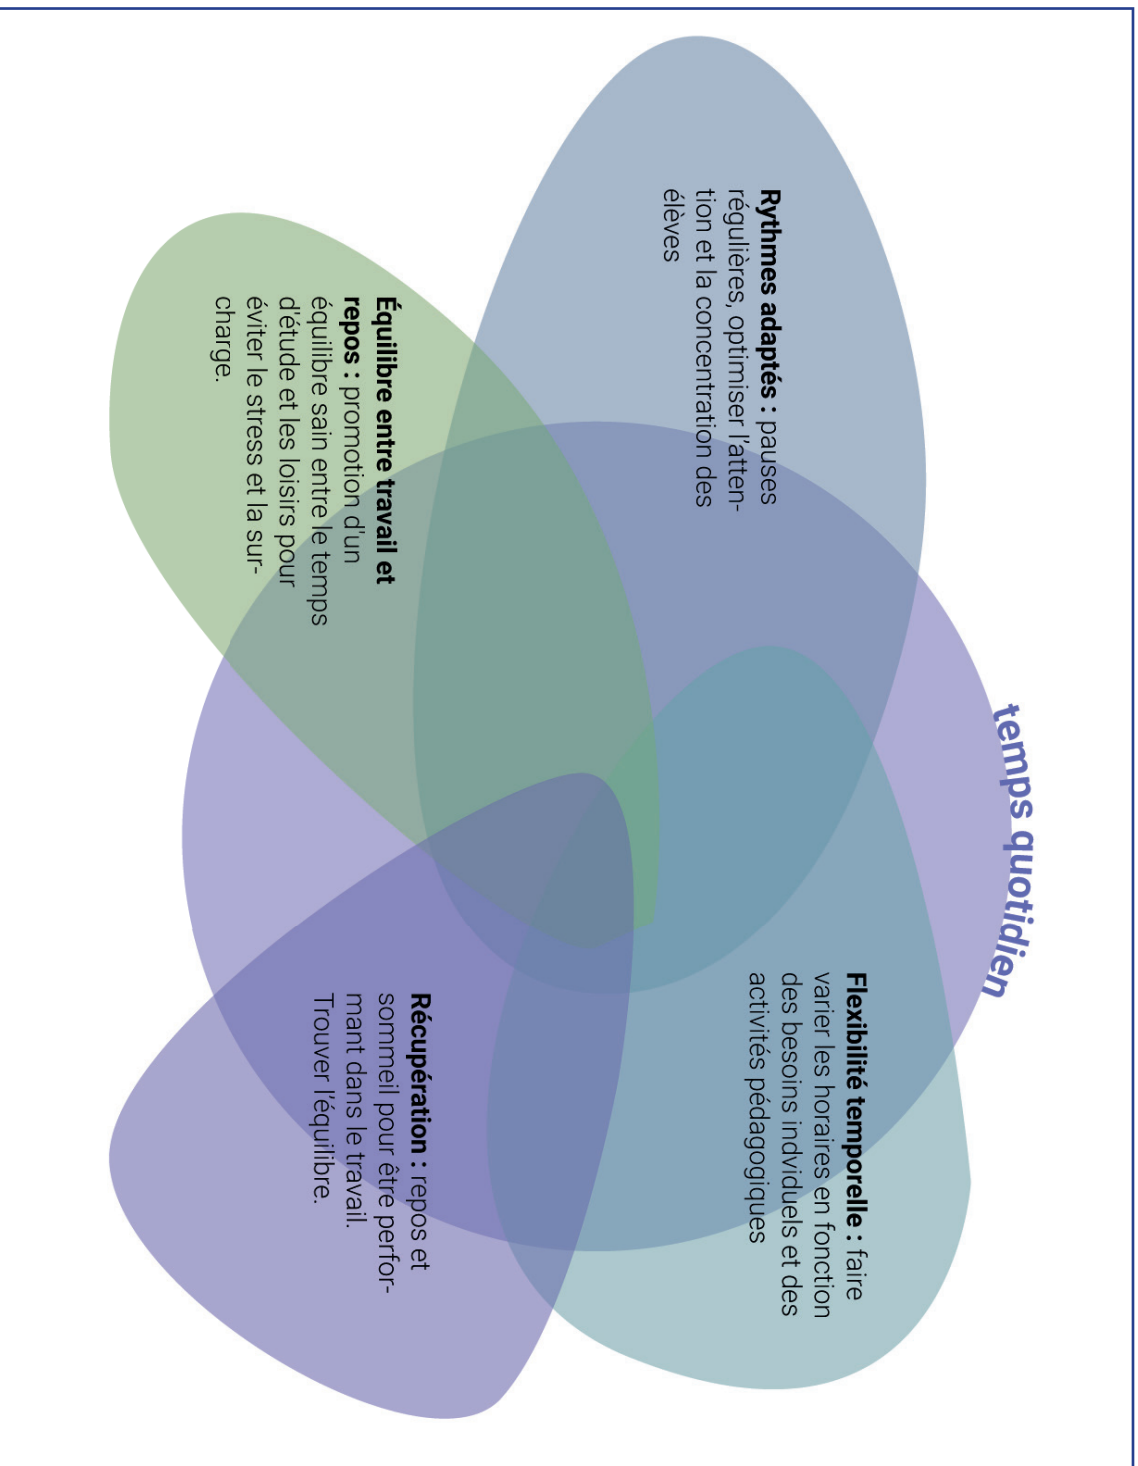 temps quotidien
Rythmes adaptés : pauses
régulières, optimiser l'atten-
tion et la concentration des
élèves
Flexibilité temporelle : faire
varier les horaires en fonction
des besoins indviduels et des
activités pédagogiques
Équilibre entre travail et
repos : promotion d'un
équilibre sain entre le temps
d'étude et les loisirs pour
éviter le stress et la sur-
charge.
Récupération : repos et
sommeil pour être perfor-
mant dans le travail.
Trouver l'équilibre.